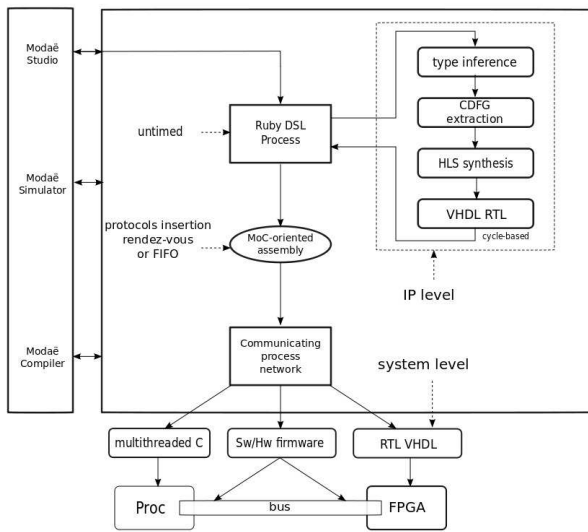 Modaë
Studio
type inference
CDFG
extraction
Ruby DSL
Process
untimed
HLS synthesis
Modaë
Simulator
VHDL RTL
cycle-based
protocols insertion
rendez-vous
or FIFO
MoC-oriented
assembly
IP level
Modaë
Compiler
Communicating
process
network
system level
multithreaded C
Sw/Hw firmware
RTL VHDL
Proc
bus
FPGA